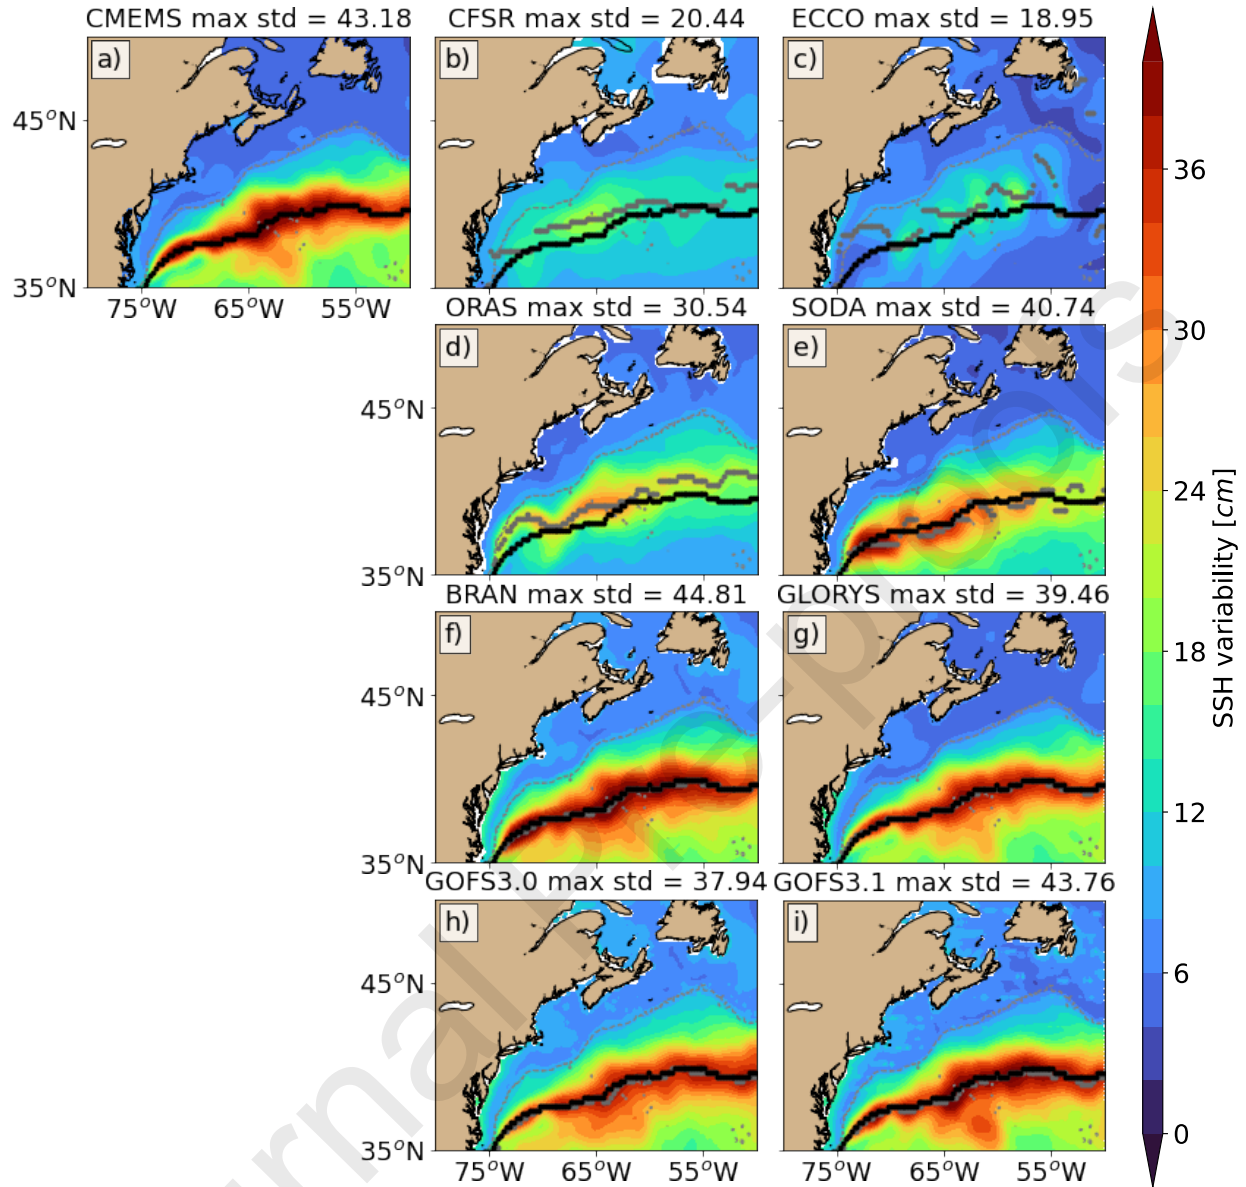 CMEMS max std = 43.18
CFSR max std = 20.44
ECCO max std = 18.95
a)
b)
c)
45°N
35°N
75°W
65°W
55°W
ORAS max std = 30.54
SODA max std = 40.74
d)
e)
45°N
35°N
BRAN max std = 44.81
GLORYS max std = 39.46
f)
g)
45°N
35°N
GOFS3.0 max std = 37.94
GOFS3.1 max std = 43.76
h)
i)
45°N
35°N
75°W
65°W
55°W
75°W
65°W
55°W
36
30
24
18
12
6
0
SSH variability [cm]
rnal Pre-proofs